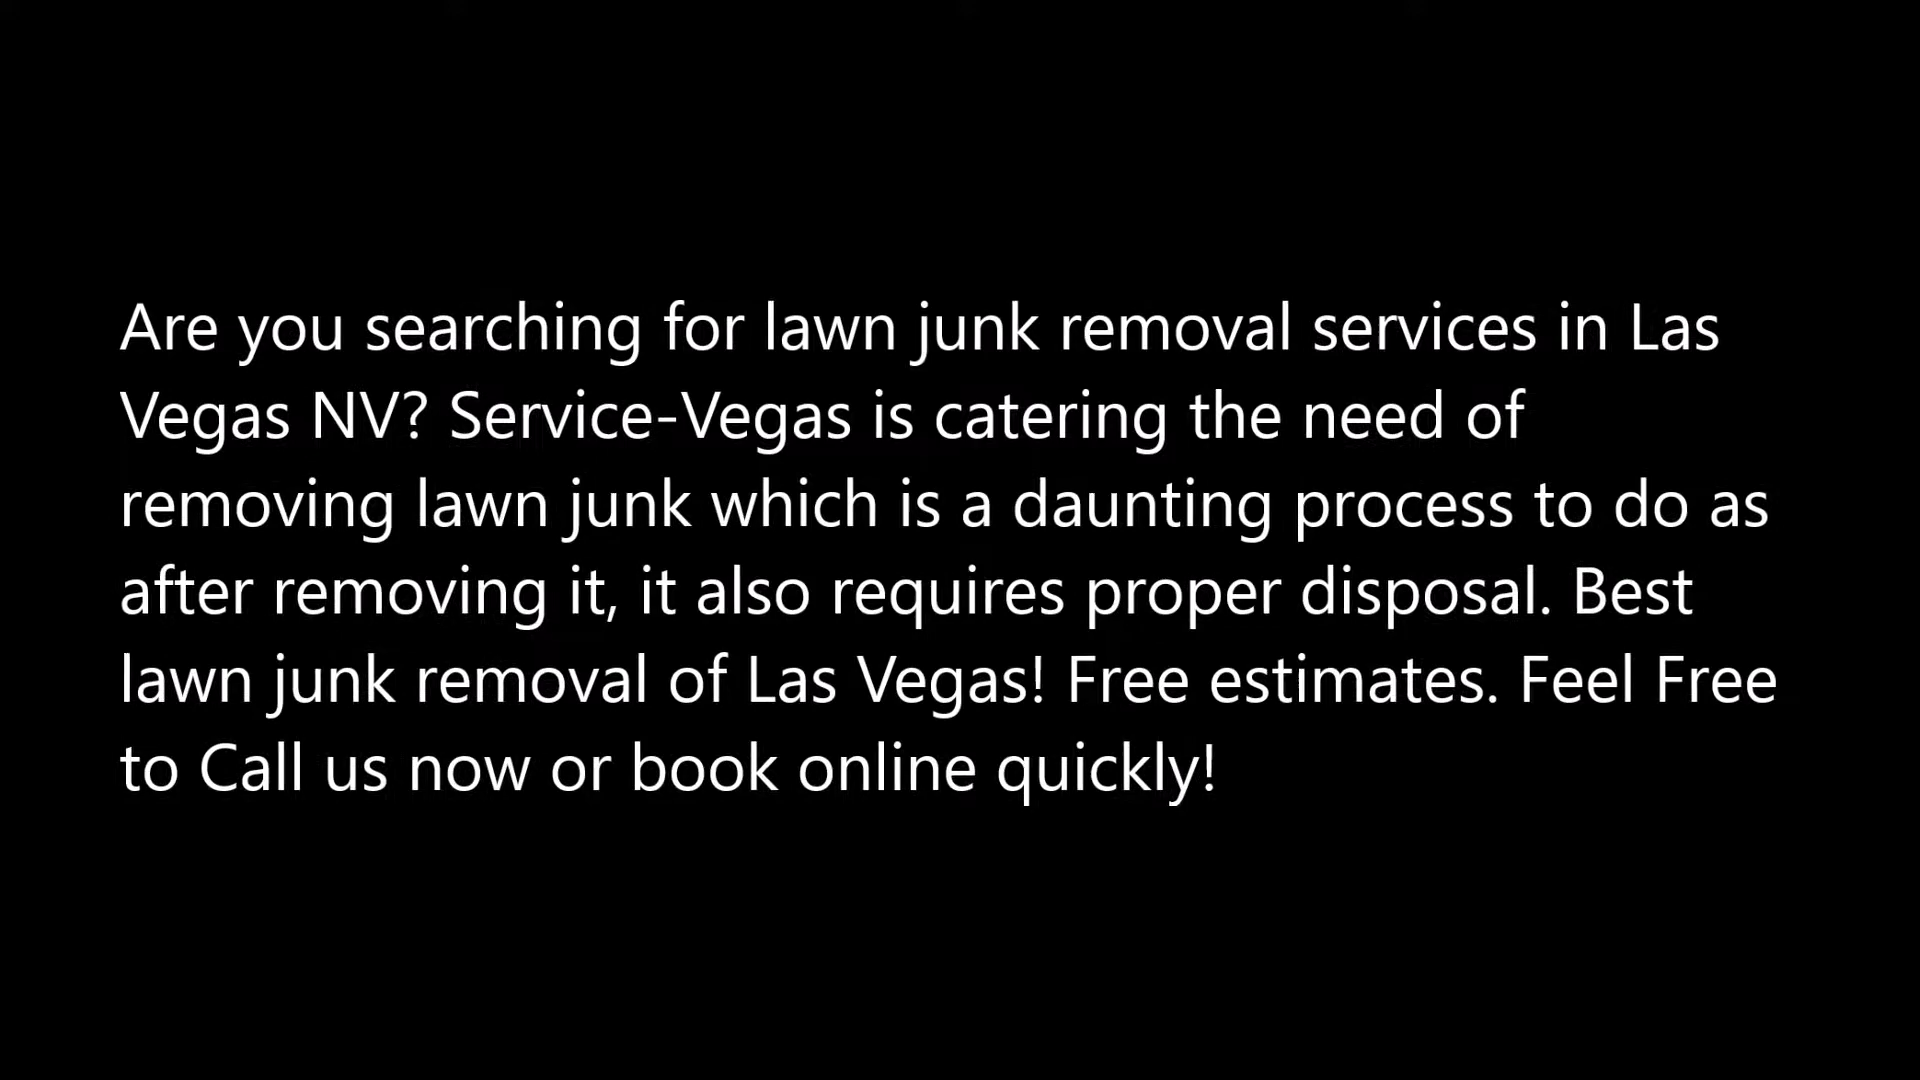 Are you searching for lawn junk removal services in Las
Vegas NV? Service-Vegas is catering the need of
removing lawn junk which is a daunting process to do as
after removing it, it also requires proper disposal. Best
lawn junk removal of Las Vegas! Free estimates. Feel Free
to Call us now or book online quickly!